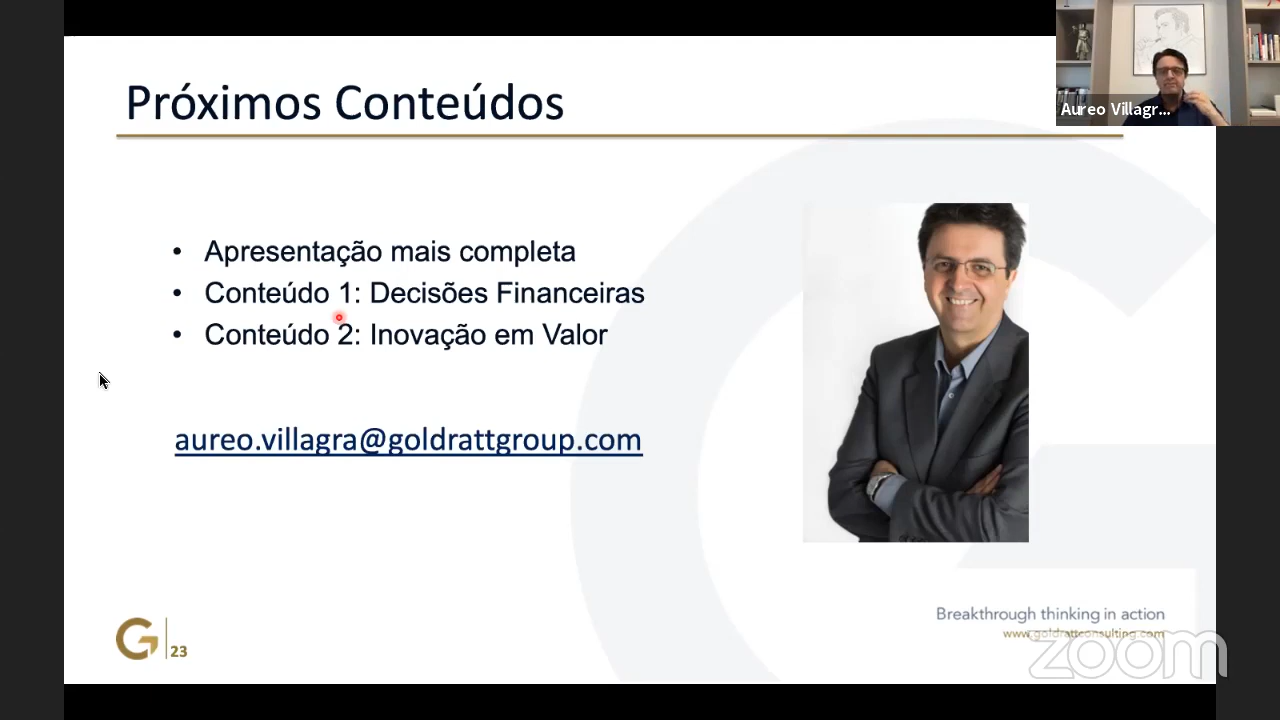 Próximos Conteúdos
Aureo Villagr...
• Apresentação mais completa
• Conteúdo 1: Decisões Financeiras
• Conteúdo 2: Inovação em Valor
aureo.villagra@goldrattgroup.com
Breakthrough thinking in action
www.goldrattconsulting.com
G 23
zoom